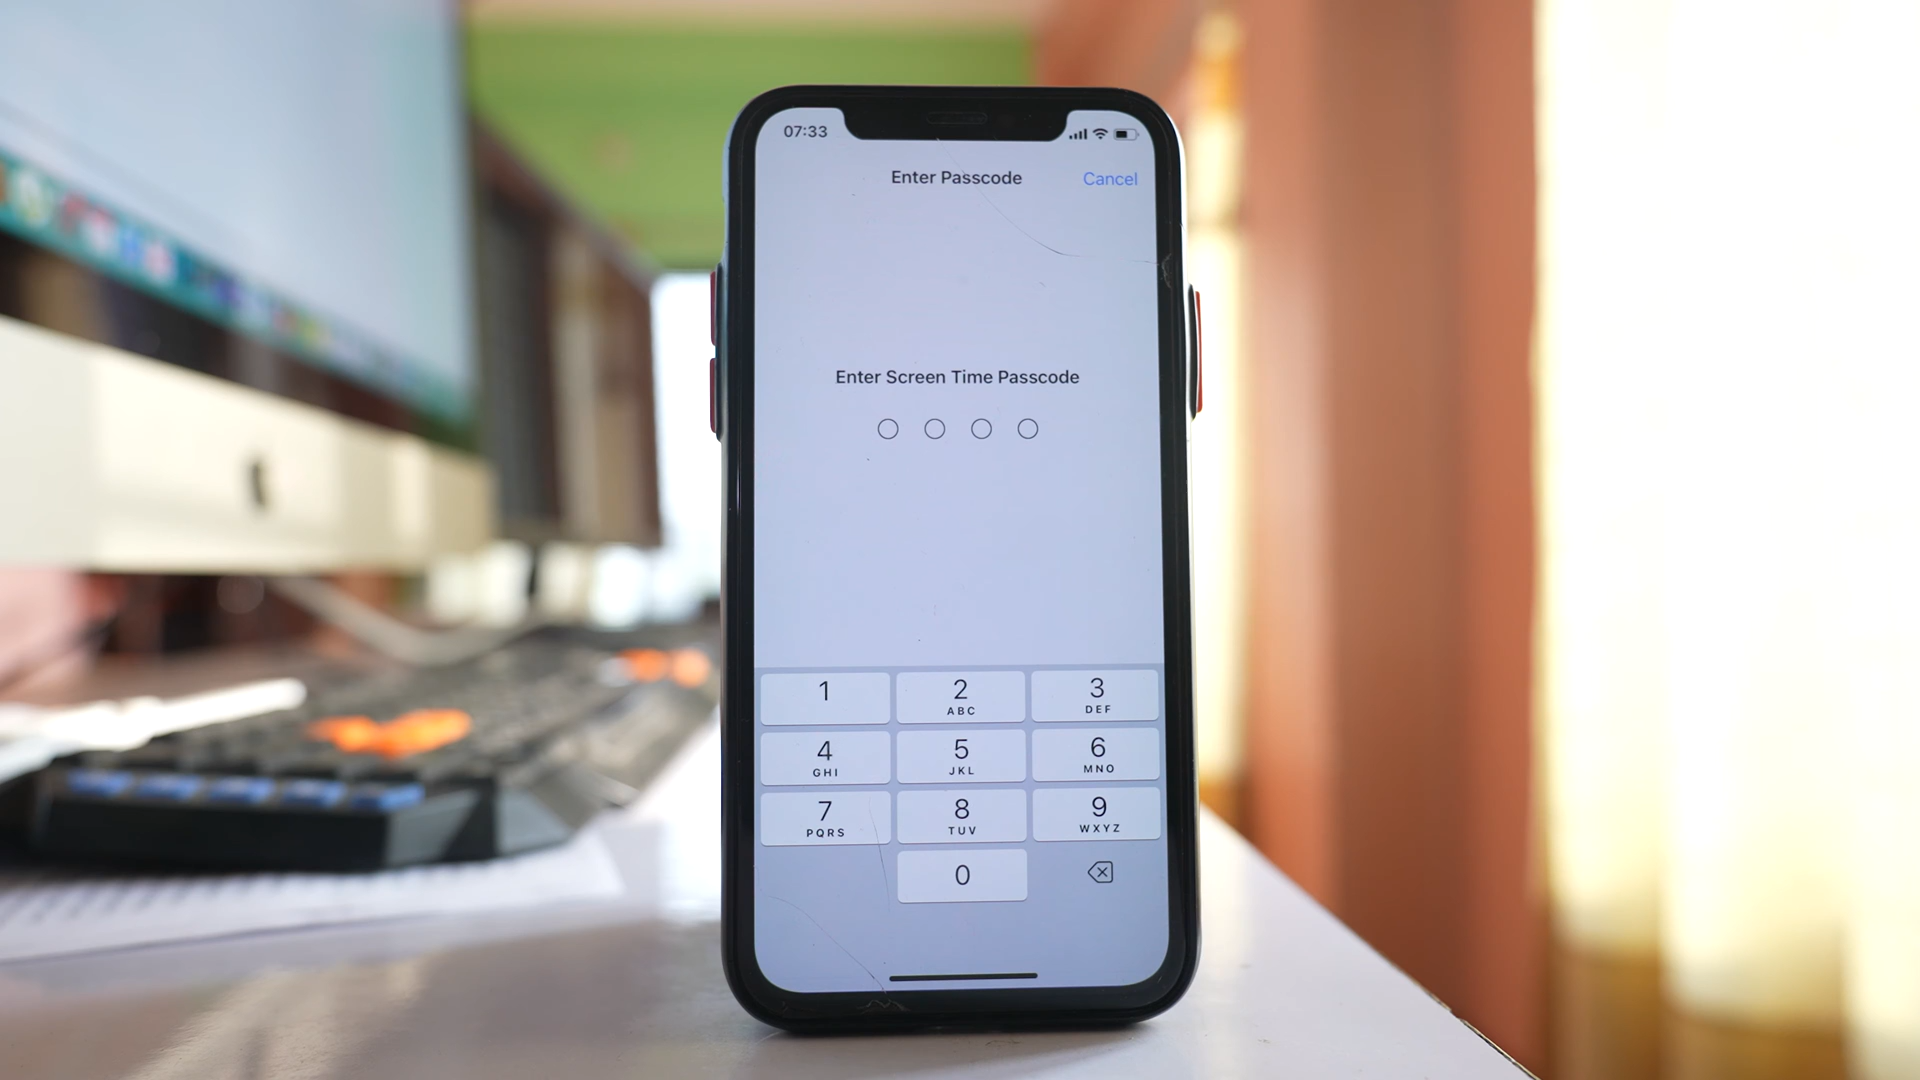 07:33
Enter Passcode
Cancel
Enter Screen Time Passcode
1
2
ABC
3
DEF
4
GHI
5
JKL
6
MNO
7
PQRS
8
TUV
9
WXYZ
0